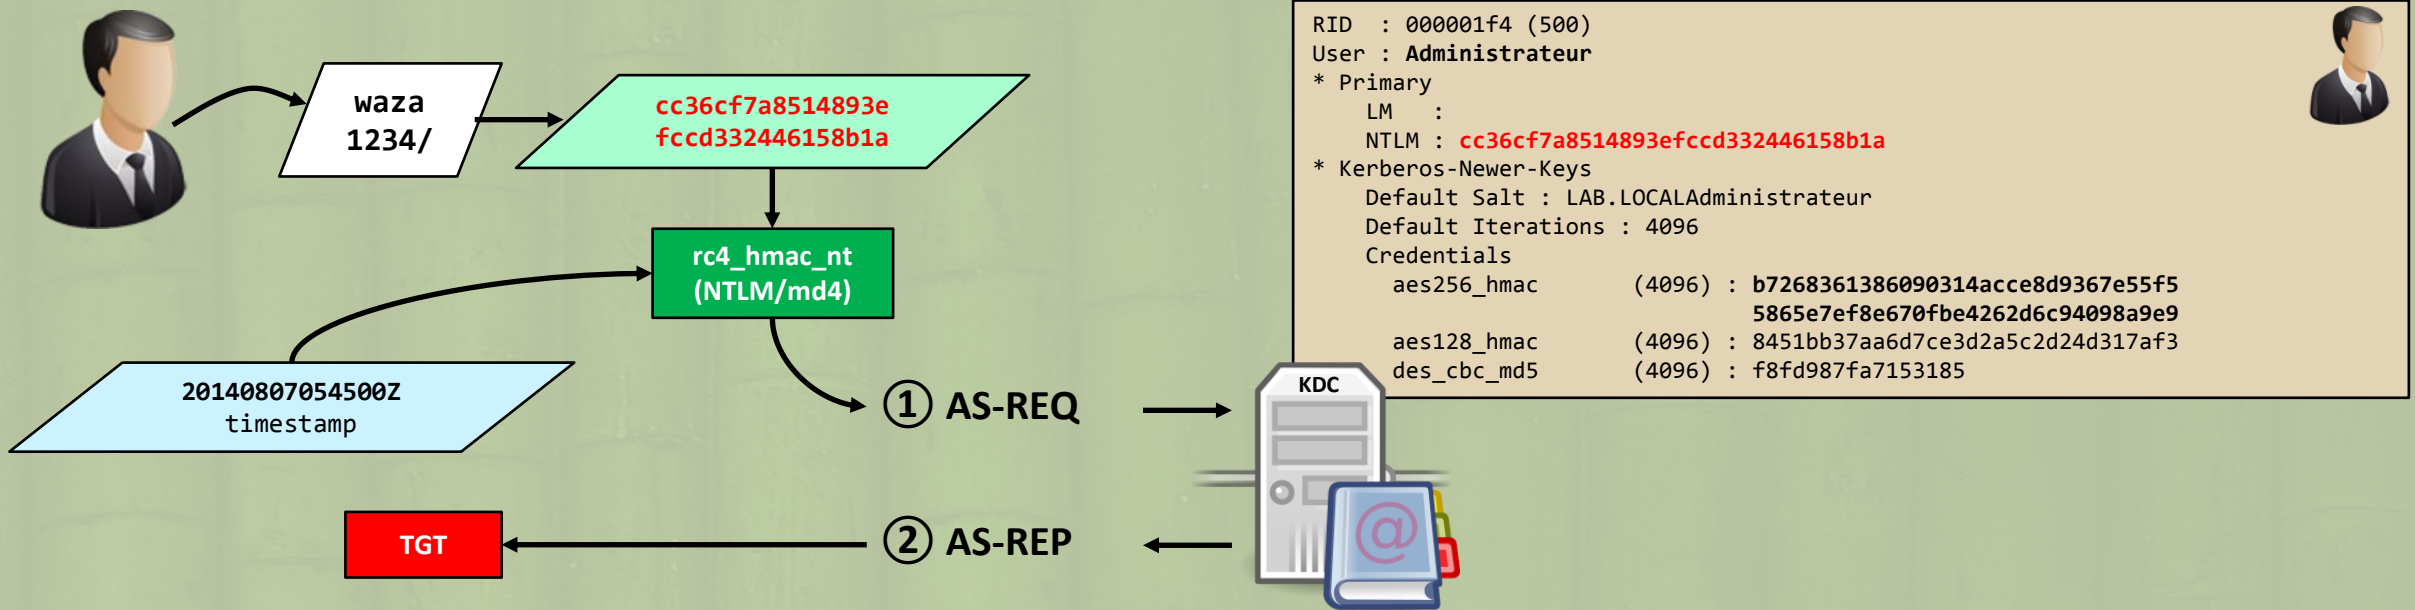 waza
1234/
cc36cf7a8514893e
fccd332446158b1a
rc4_hmac_nt
(NTLM/md4)
20140807054500Z
timestamp
① AS-REQ
② AS-REP
TGT
KDC
@
RID  : 000001f4 (500)
User : Administrateur
* Primary
    LM   :
    NTLM : cc36cf7a8514893efccd332446158b1a
* Kerberos-Newer-Keys
    Default Salt : LAB.LOCALAdministrateur
    Default Iterations : 4096
    Credentials
      aes256_hmac       (4096) : b7268361386090314acce8d9367e55f5
                                 5865e7ef8e670fbe4262d6c94098a9e9
      aes128_hmac       (4096) : 8451bb37aa6d7ce3d2a5c2d24d317af3
      des_cbc_md5       (4096) : f8fd987fa7153185